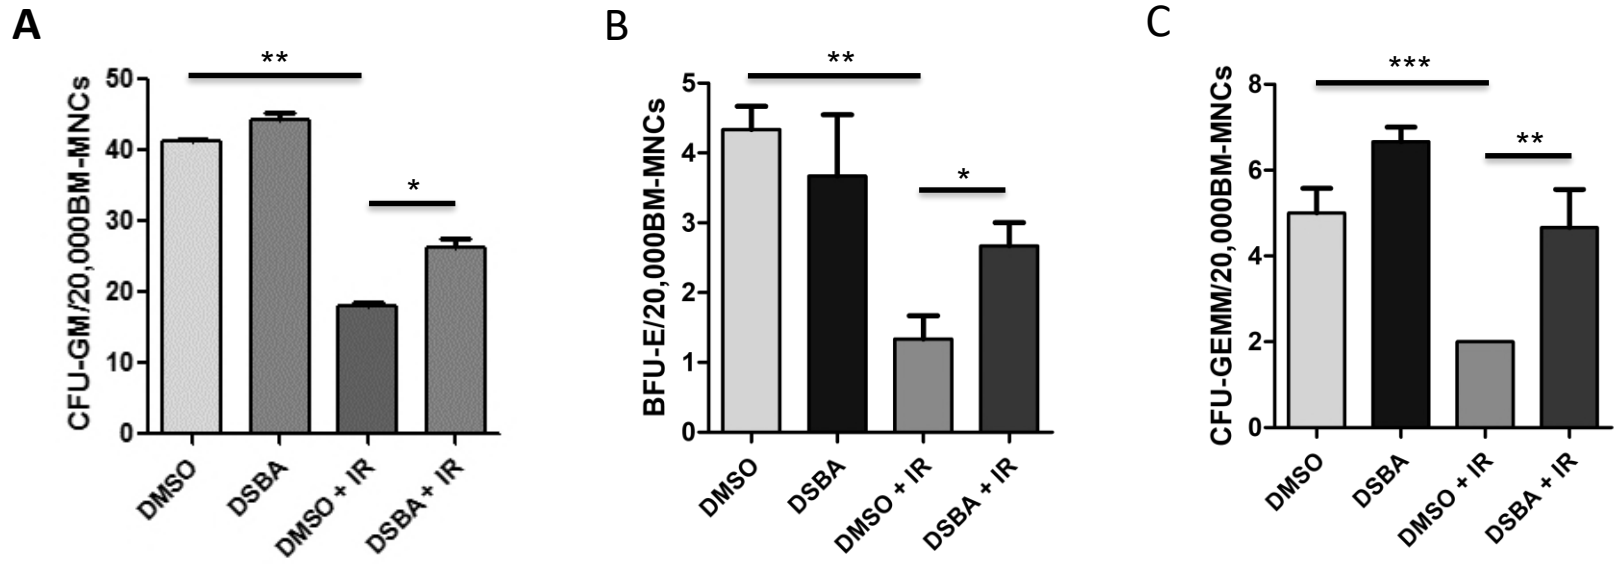 A
**
CFU-GM/20,000BM-MNCs
50
40
30
20
10
0
*
DMSO
DSBA
DMSO + IR
DSBA + IR
B
**
BFU-E/20,000BM-MNCs
5
4
3
2
1
0
*
DMSO
DSBA
DMSO + IR
DSBA + IR
C
***
CFU-GEMM/20,000BM-MNCs
8
6
4
2
0
**
DMSO
DSBA
DMSO + IR
DSBA + IR